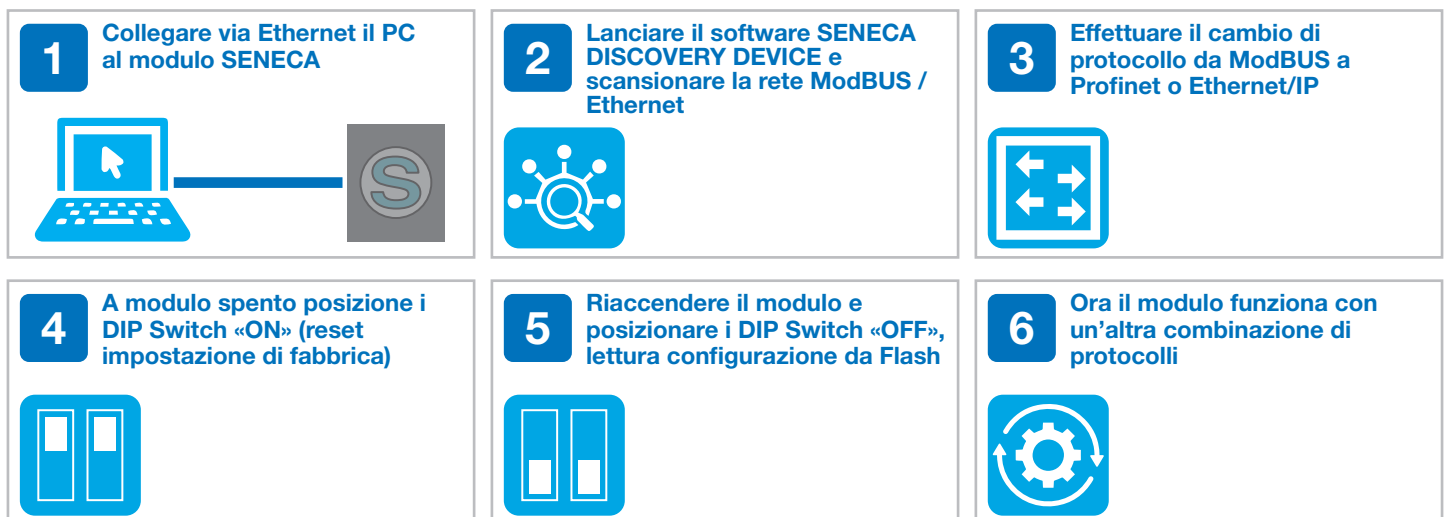 1
Collegare via Ethernet il PC
al modulo SENECA
S
2
Lanciare il software SENECA
DISCOVERY DEVICE e
scansionare la rete ModBUS /
Ethernet
3
Effettuare il cambio di
protocollo da ModBUS a
Profinet o Ethernet/IP
4
A modulo spento posizione i
DIP Switch «ON» (reset
impostazione di fabbrica)
5
Riaccendere il modulo e
posizionare i DIP Switch «OFF»,
lettura configurazione da Flash
6
Ora il modulo funziona con
un’altra combinazione di
protocolli